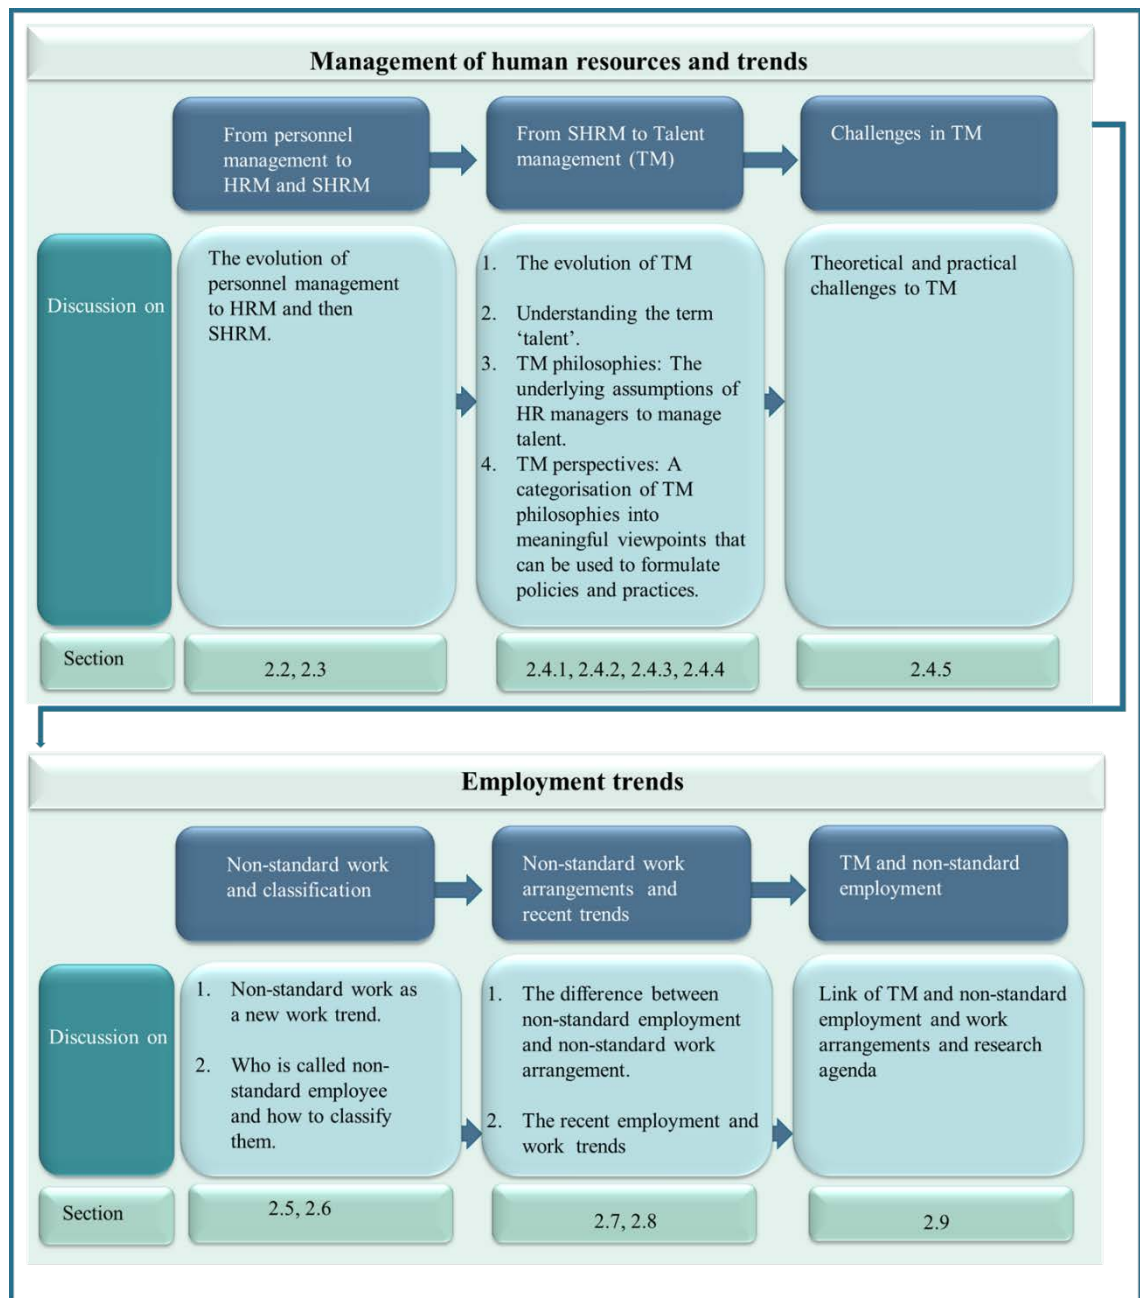 Management of human resources and trends
From personnel
management to
HRM and SHRM
From SHRM to Talent
management (TM)
Challenges in TM
Discussion on
The evolution of
personnel management
to HRM and then
SHRM.
1. The evolution of TM
2. Understanding the term
‘talent’.
3. TM philosophies: The
underlying assumptions of
HR managers to manage
talent.
4. TM perspectives: A
categorisation of TM
philosophies into
meaningful viewpoints that
can be used to formulate
policies and practices.
Theoretical and practical
challenges to TM
Section
2.2, 2.3
2.4.1, 2.4.2, 2.4.3, 2.4.4
2.4.5
Employment trends
Non-standard work
and classification
Non-standard work
arrangements and
recent trends
TM and non-standard
employment
Discussion on
1. Non-standard work as
a new work trend.
2. Who is called non-
standard employee
and how to classify
them.
1. The difference between
non-standard employment
and non-standard work
arrangement.
2. The recent employment and
work trends
Link of TM and non-standard
employment and work
arrangements and research
agenda
Section
2.5, 2.6
2.7, 2.8
2.9